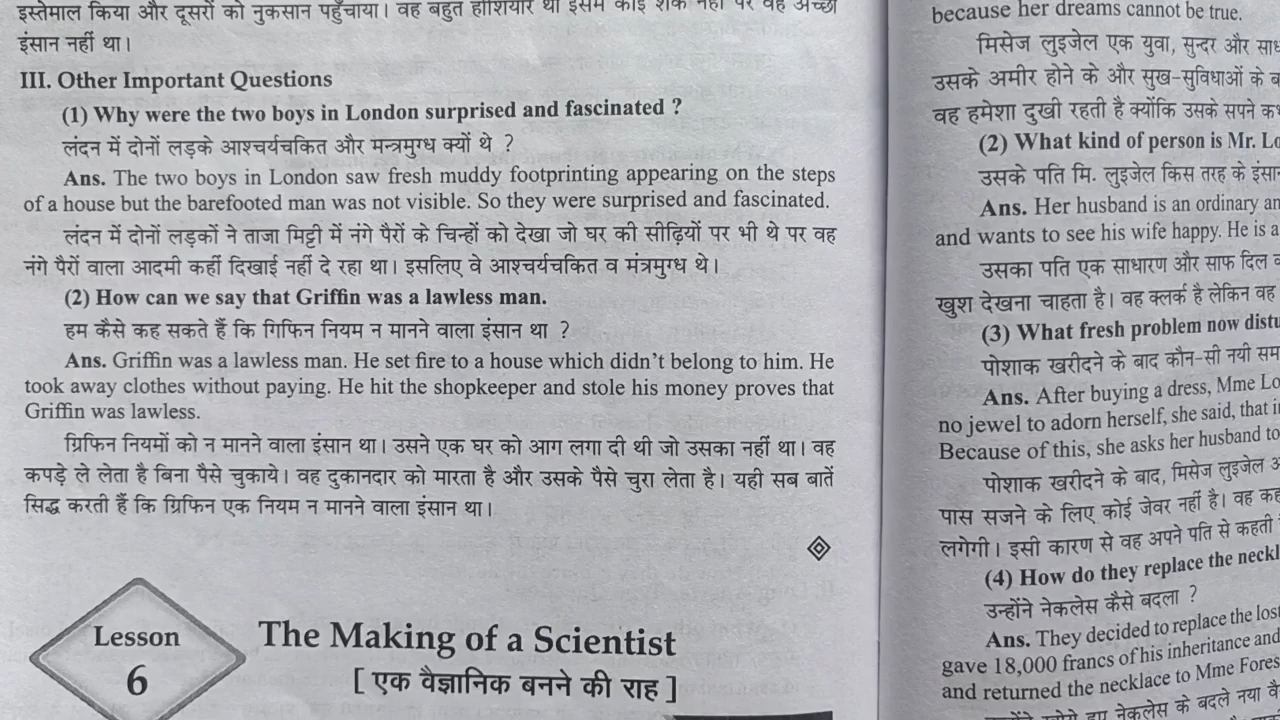 इस्तेमाल किया और दूसरों को नुकसान पहुँचाया। वह बहुत होशियार था इसमें कोई शक नहीं पर वह अच्छा
इंसान नहीं था।
III. Other Important Questions
(1) Why were the two boys in London surprised and fascinated ?
लंदन में दोनों लड़के आश्चर्यचकित और मन्त्रमुग्ध क्यों थे ?
Ans. The two boys in London saw fresh muddy footprinting appearing on the steps
of a house but the barefooted man was not visible. So they were surprised and fascinated.
लंदन में दोनों लड़कों ने ताजा मिट्टी में नंगे पैरों के चिन्हों को देखा जो घर की सीढ़ियों पर भी थे पर वह
नंगे पैरों वाला आदमी कहीं दिखाई नहीं दे रहा था। इसलिए वे आश्चर्यचकित व मंत्रमुग्ध थे।
(2) How can we say that Griffin was a lawless man.
हम कैसे कह सकते हैं कि गिफिन नियम न मानने वाला इंसान था ?
Ans. Griffin was a lawless man. He set fire to a house which didn't belong to him. He
took away clothes without paying. He hit the shopkeeper and stole his money proves that
Griffin was lawless.
ग्रिफिन नियमों को न मानने वाला इंसान था। उसने एक घर को आग लगा दी थी जो उसका नहीं था। वह
कपड़े ले लेता है बिना पैसे चुकाये। वह दुकानदार को मारता है और उसके पैसे चुरा लेता है। यही सब बातें
सिद्ध करती हैं कि ग्रिफिन एक नियम न मानने वाला इंसान था।
Lesson
6
The Making of a Scientist
[ एक वैज्ञानिक बनने की राह ]
because her dreams cannot be true.
मिसेज लुइजेल एक युवा, सुन्दर और
उसके अमीर होने के और सुख-सुविधाओं के
वह हमेशा दुखी रहती है क्योंकि उसके सपने
(2) What kind of person is Mr.
उसके पति मि. लुइजेल किस तरह के
Ans. Her husband is an ordinary
and wants to see his wife happy. He is a
उसका पति एक साधारण और साफ दिल
खुश देखना चाहता है। वह क्लर्क है लेकिन वह
(3) What fresh problem now
पोशाक खरीदने के बाद कौन-सी नयी
Ans. After buying a dress, Mme
no jewel to adorn herself, she said, that
Because of this, she asks her husband to
पोशाक खरीदने के बाद, मिसेज लुइजेल
पास सजने के लिए कोई जेवर नहीं है। वह
लगेगी। इसी कारण से वह अपने पति से कहती
(4) How do they replace the
उन्होंने नेकलेस कैसे बदला ?
Ans. They decided to replace the
gave 18,000 francs of his inheritance and
and returned the necklace to Mme
नेकलेस के बदले नया